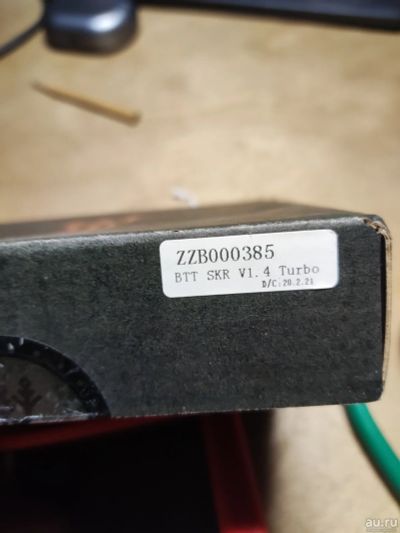 ZZB000385
BTT SKR V1.4 Turbo
D/C:20.2.21
au.ru